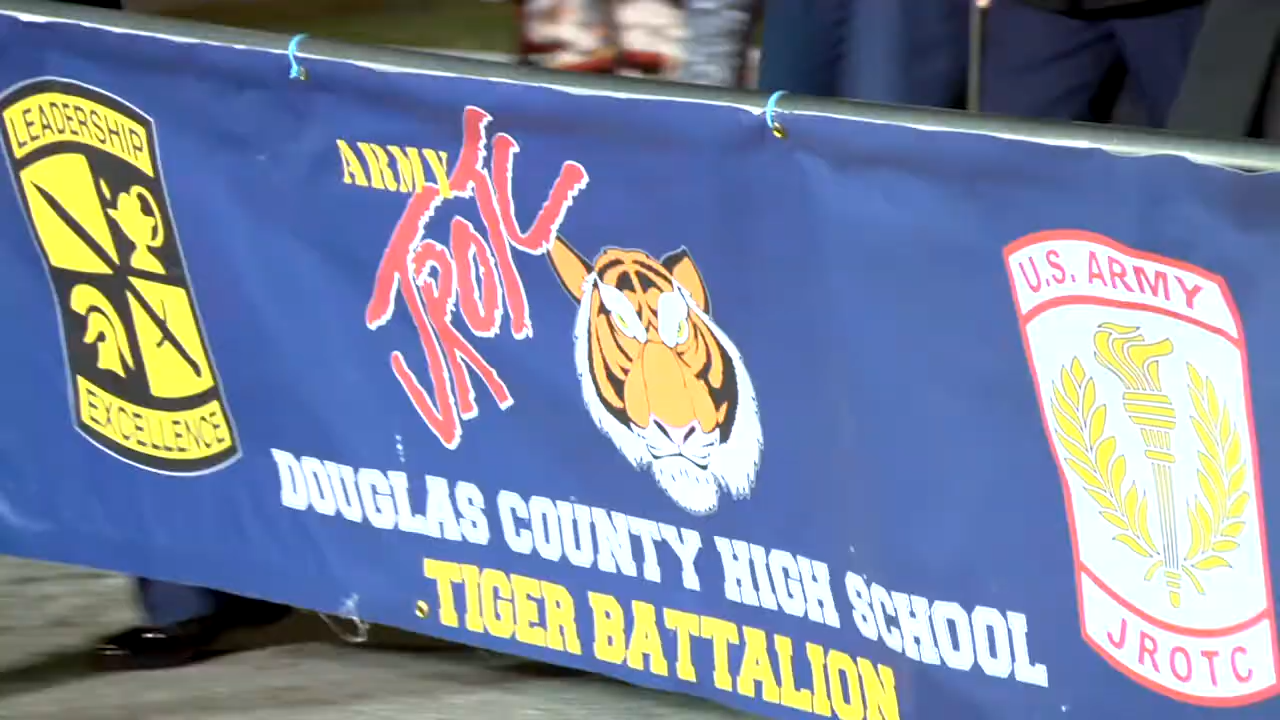 LEADERSHIP
EXCELLENCE
ARMY
JROTC
DOUGLAS COUNTY HIGH SCHOOL
TIGER BATTALION
U.S. ARMY
JROTC